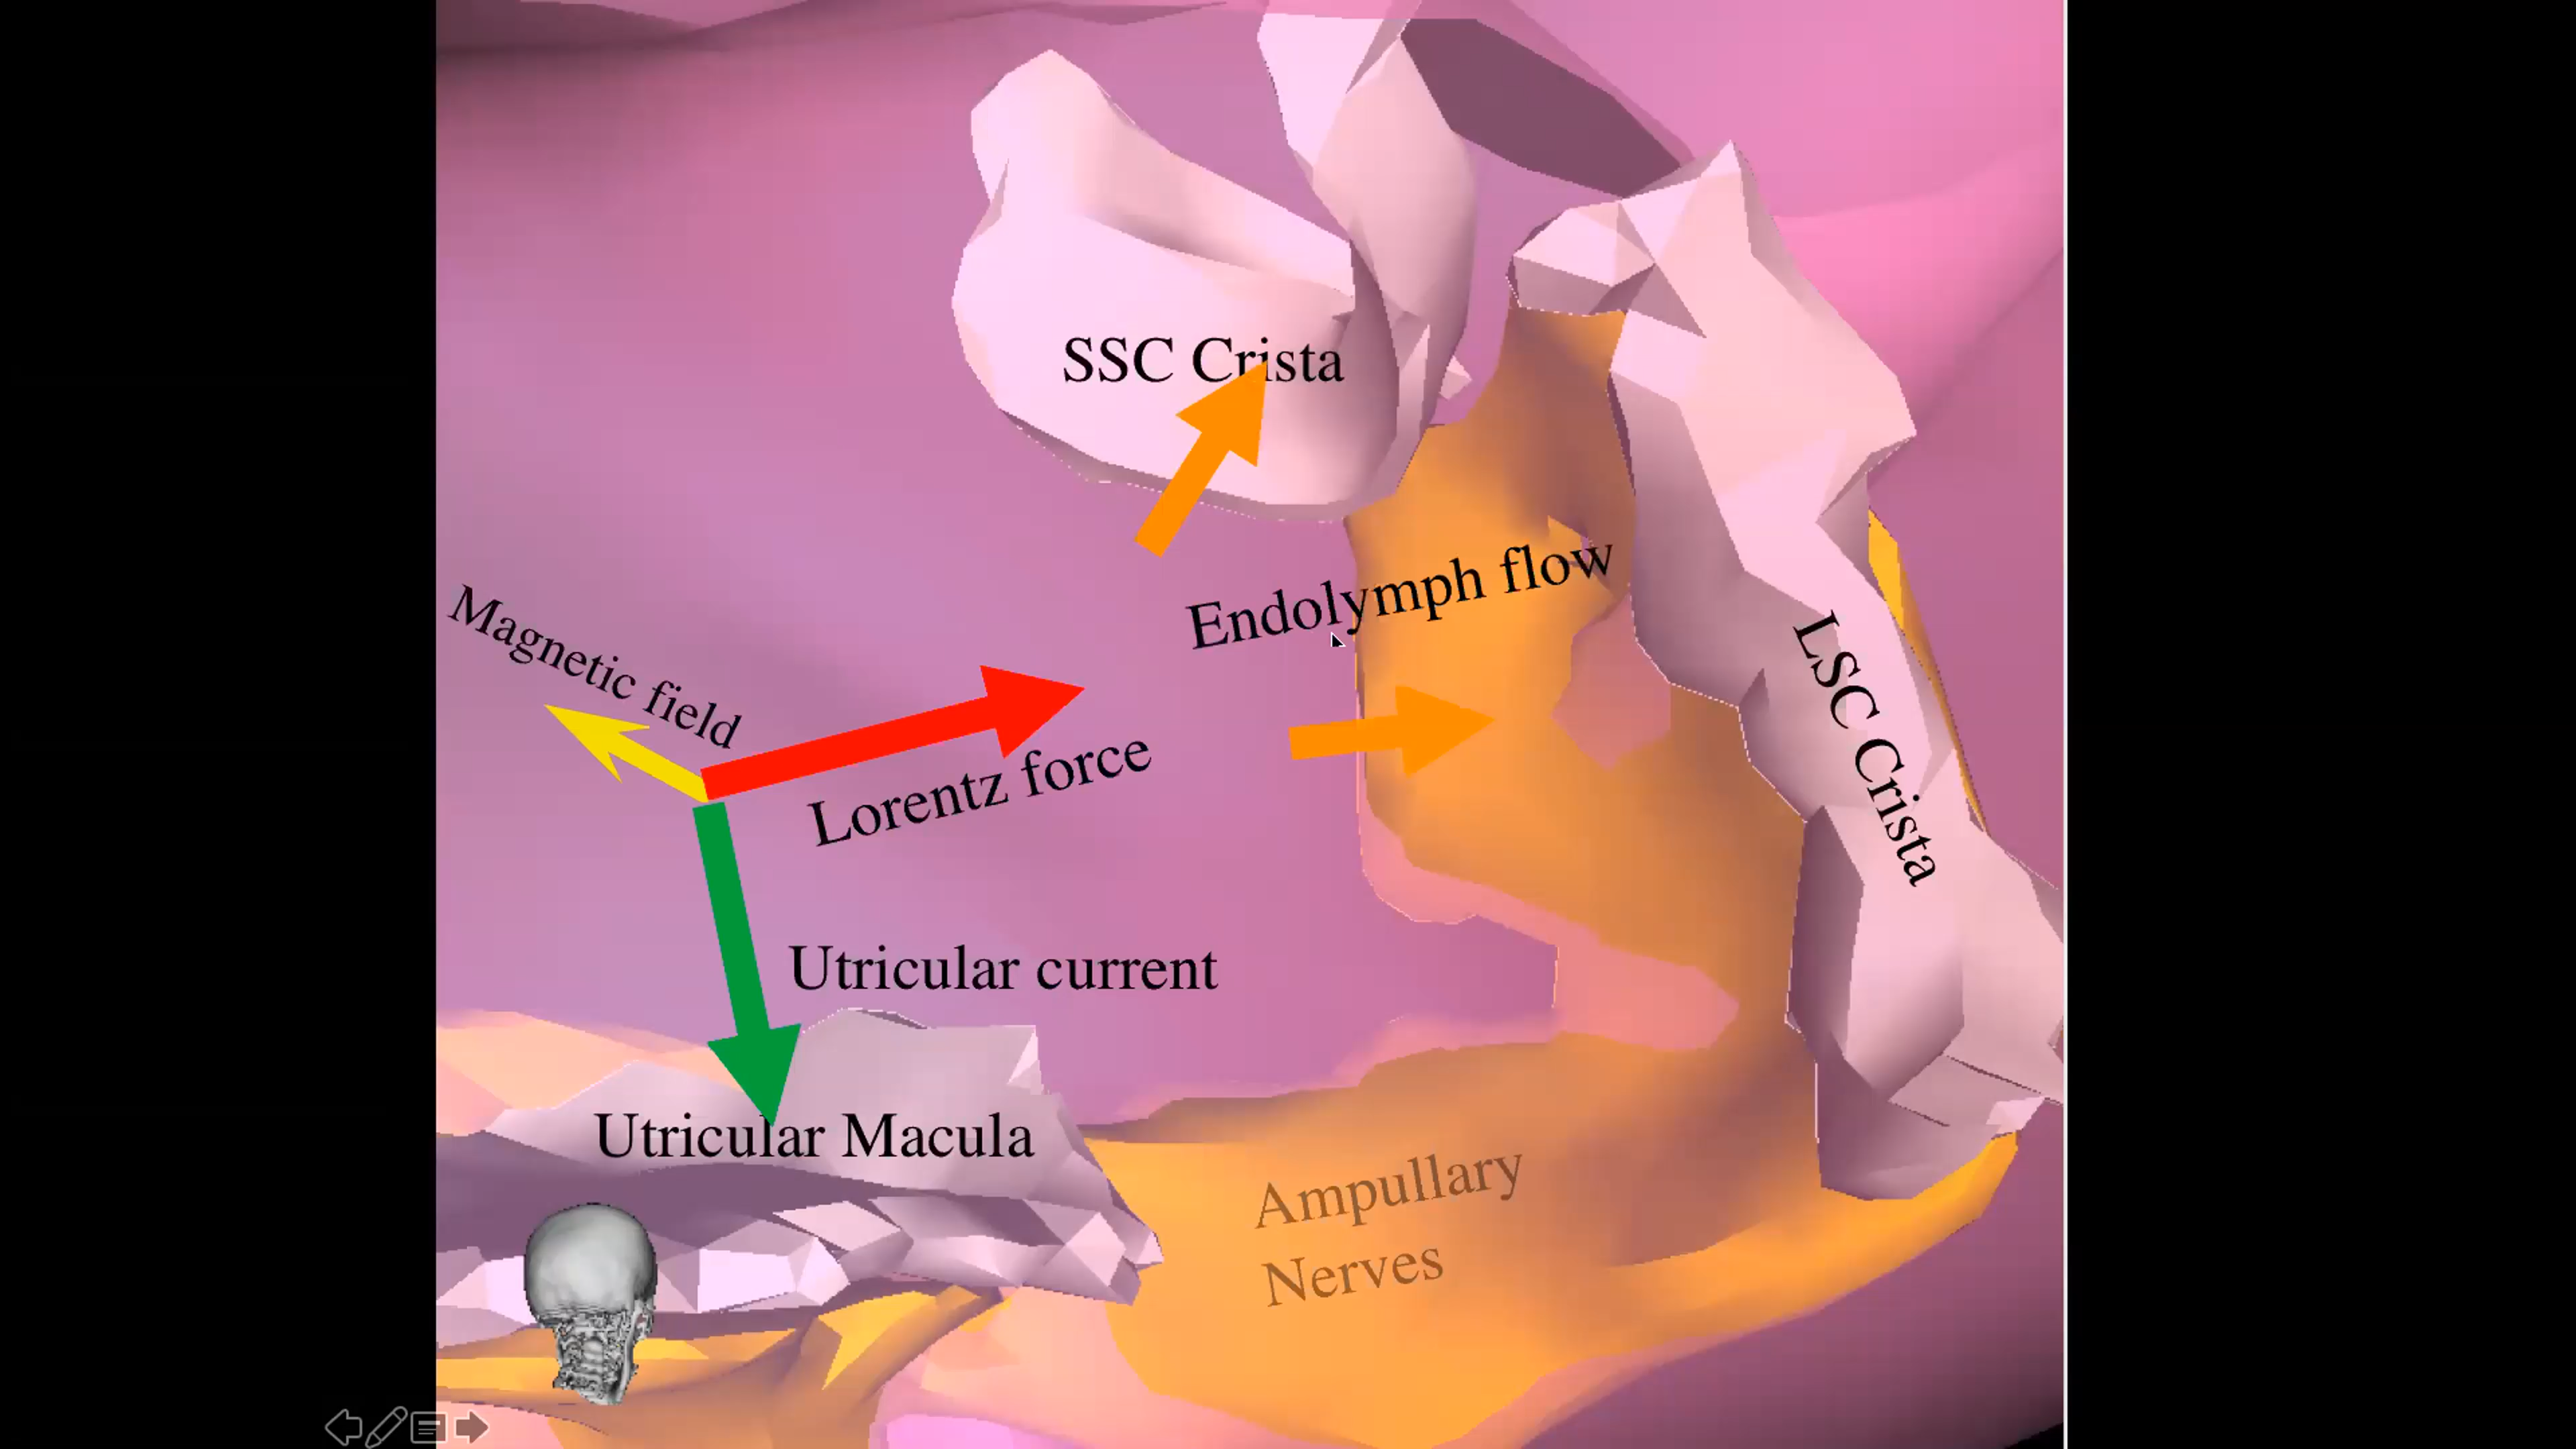 SSC Crista
Endolymph flow
Magnetic field
LSC Crista
Lorentz force
Utricular current
Utricular Macula
Ampullary
Nerves